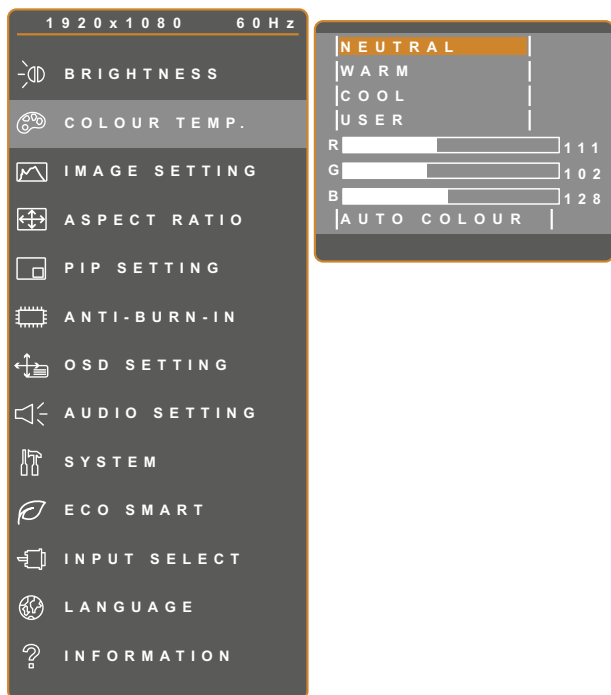 1920x1080 60Hz
BRIGHTNESS
COLOUR TEMP.
IMAGE SETTING
ASPECT RATIO
PIP SETTING
ANTI-BURN-IN
OSD SETTING
AUDIO SETTING
SYSTEM
ECO SMART
INPUT SELECT
LANGUAGE
INFORMATION
NEUTRAL
WARM
COOL
USER
R 111
G 102
B 128
AUTO COLOUR